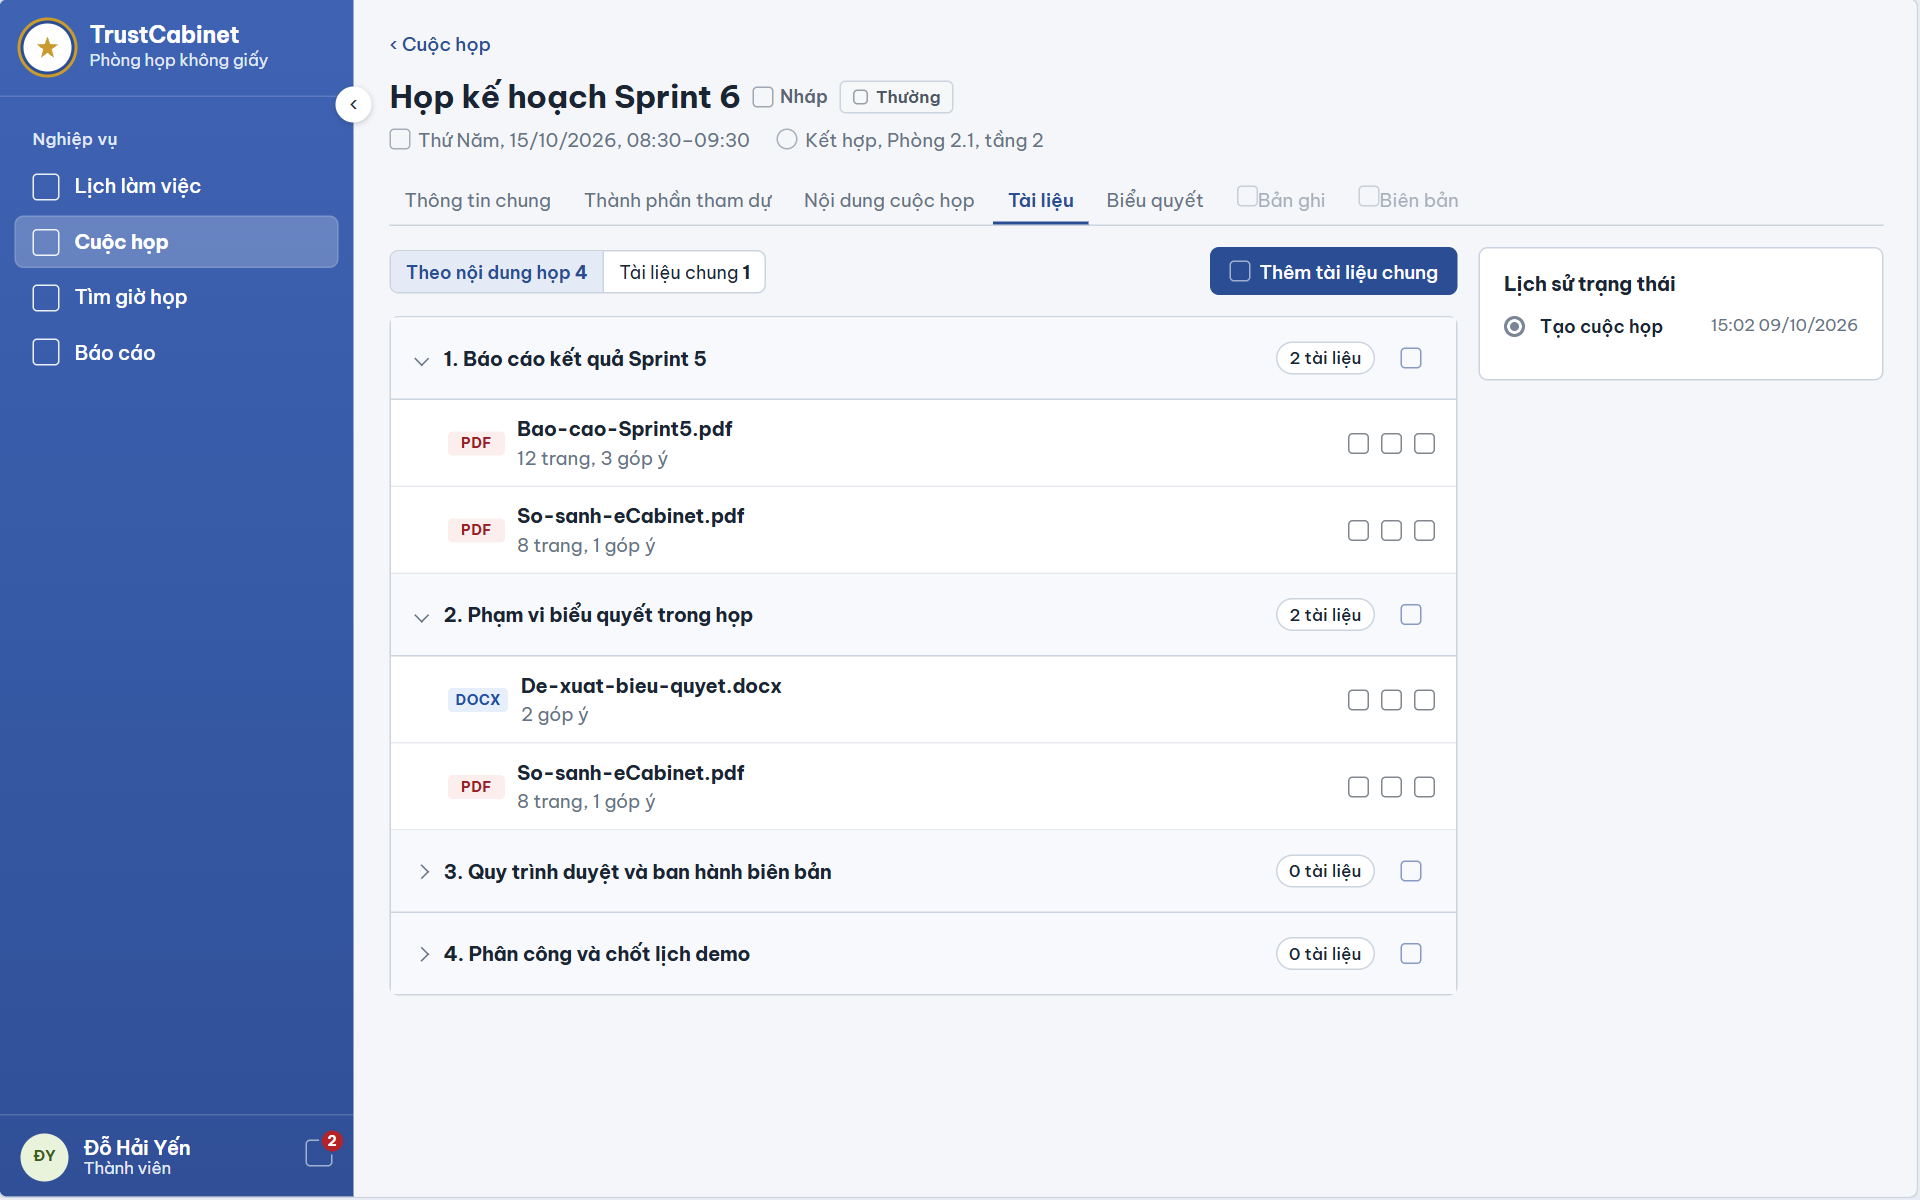 TrustCabinet
Phòng họp không giấy
Nghiệp vụ
Lịch làm việc
Cuộc họp
Tìm giờ họp
Báo cáo
ĐY
Đỗ Hải Yến
Thành viên
2
‹ Cuộc họp
Họp kế hoạch Sprint 6 Nháp Thường
Thứ Năm, 15/10/2026, 08:30–09:30 Kết hợp, Phòng 2.1, tầng 2
Thông tin chung Thành phần tham dự Nội dung cuộc họp Tài liệu Biểu quyết Bản ghi Biên bản
Theo nội dung họp 4 Tài liệu chung 1 Thêm tài liệu chung
1. Báo cáo kết quả Sprint 5 2 tài liệu
PDF Bao-cao-Sprint5.pdf
12 trang, 3 góp ý
PDF So-sanh-eCabinet.pdf
8 trang, 1 góp ý
2. Phạm vi biểu quyết trong họp 2 tài liệu
DOCX De-xuat-bieu-quyet.docx
2 góp ý
PDF So-sanh-eCabinet.pdf
8 trang, 1 góp ý
3. Quy trình duyệt và ban hành biên bản 0 tài liệu
4. Phân công và chốt lịch demo 0 tài liệu
Lịch sử trạng thái
Tạo cuộc họp 15:02 09/10/2026